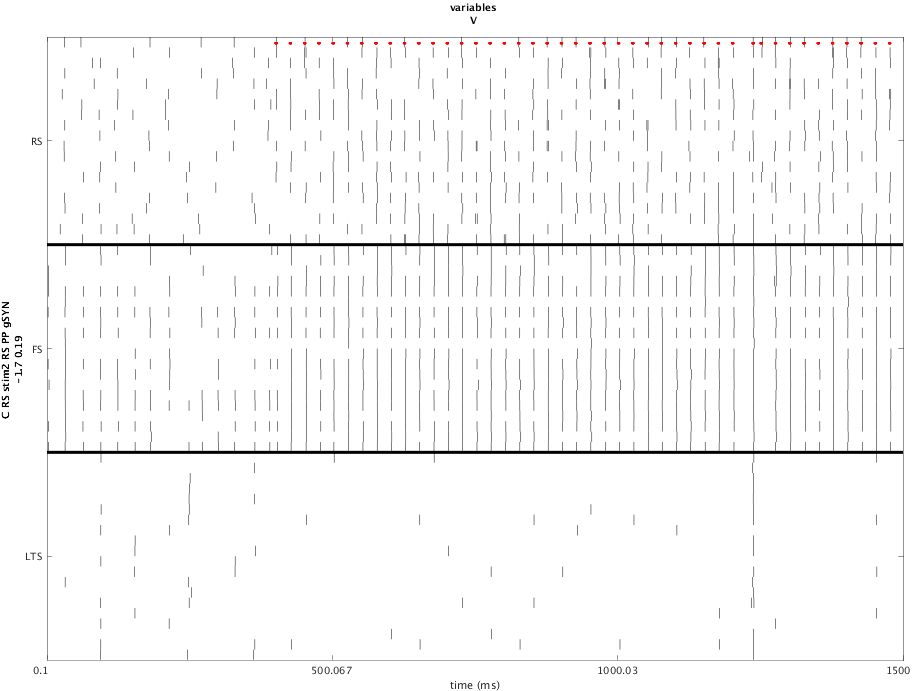 variables
V
RS
FS
LTS
C RS stim2 RS PP gSYN
-1.7 0.19
0.1
500.067
1000.03
1500
time (ms)